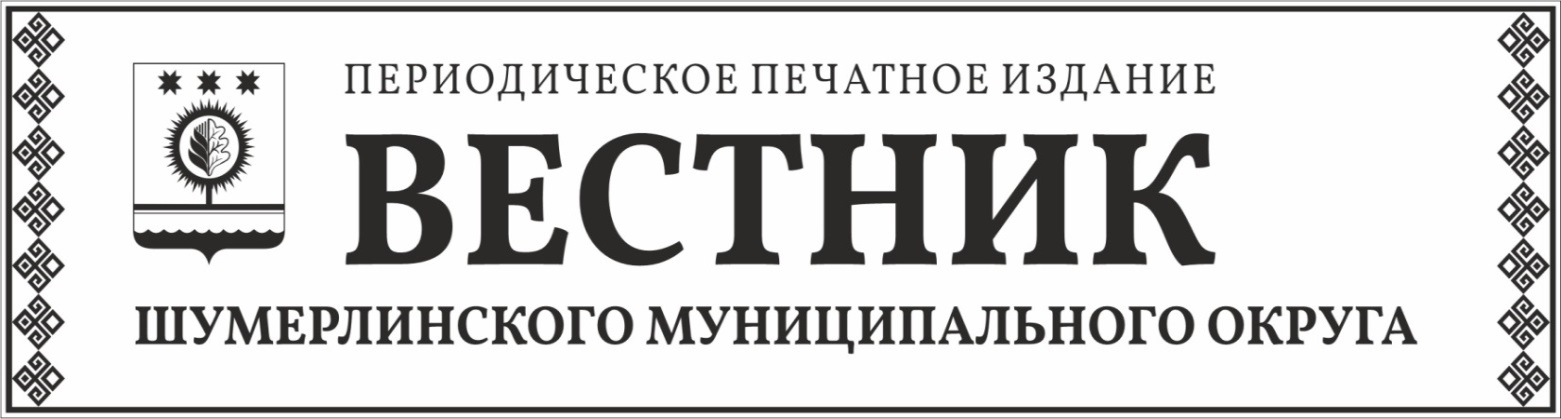 ПЕРИОДИЧЕСКОЕ ПЕЧАТНОЕ ИЗДАНИЕ
ВЕСТНИК
ШУМЕРЛИНСКОГО МУНИЦИПАЛЬНОГО ОКРУГА